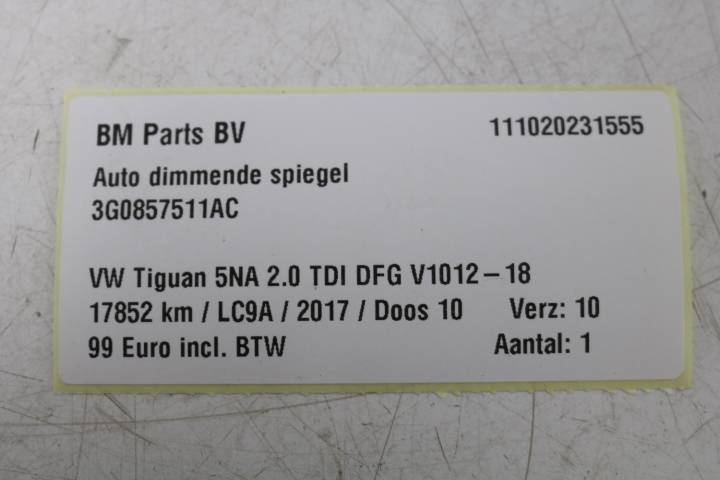 BM Parts BV 111020231555
Auto dimmende spiegel
3G0857511AC
VW Tiguan 5NA 2.0 TDI DFG V1012-18
17852 km / LC9A / 2017 / Doos 10 Verz: 10
99 Euro incl. BTW Aantal: 1